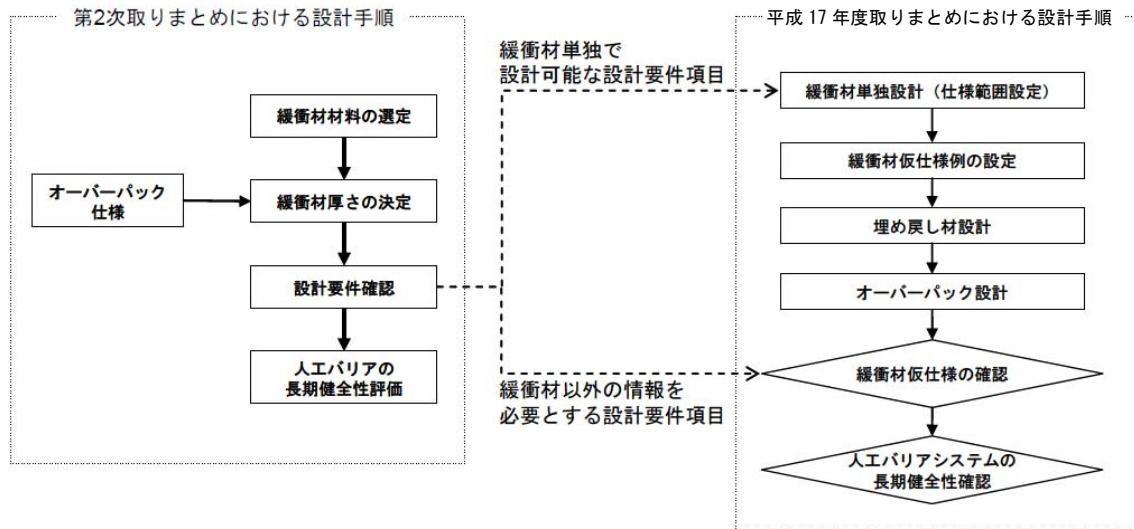 第2次取りまとめにおける設計手順
緩衝材材料の選定
オーバーパック
仕様
緩衝材厚さの決定
設計要件確認
人工バリアの
長期健全性評価
緩衝材単独で
設計可能な設計要件項目
緩衝材以外の情報を
必要とする設計要件項目
平成 17 年度取りまとめにおける設計手順
緩衝材単独設計（仕様範囲設定）
緩衝材仮仕様例の設定
埋め戻し材設計
オーバーパック設計
緩衝材仮仕様の確認
人工バリアシステムの
長期健全性確認